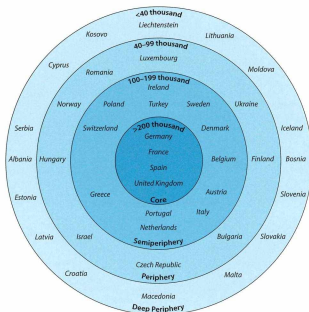 <40 thousand
Liechtenstein
Kosovo
Lithuania
40–99 thousand
Luxembourg
Cyprus
Romania
Moldova
100–199 thousand
Ireland
Norway
Poland
Turkey
Sweden
Ukraine
Serbia
Switzerland
>200 thousand
Denmark
Iceland
Germany
Albania
Hungary
France
Belgium
Finland
Bosnia
Spain
Estonia
Greece
United Kingdom
Austria
Slovenia
Core
Portugal
Italy
Latvia
Israel
Netherlands
Bulgaria
Slovakia
Semiperiphery
Croatia
Czech Republic
Malta
Periphery
Macedonia
Deep Periphery